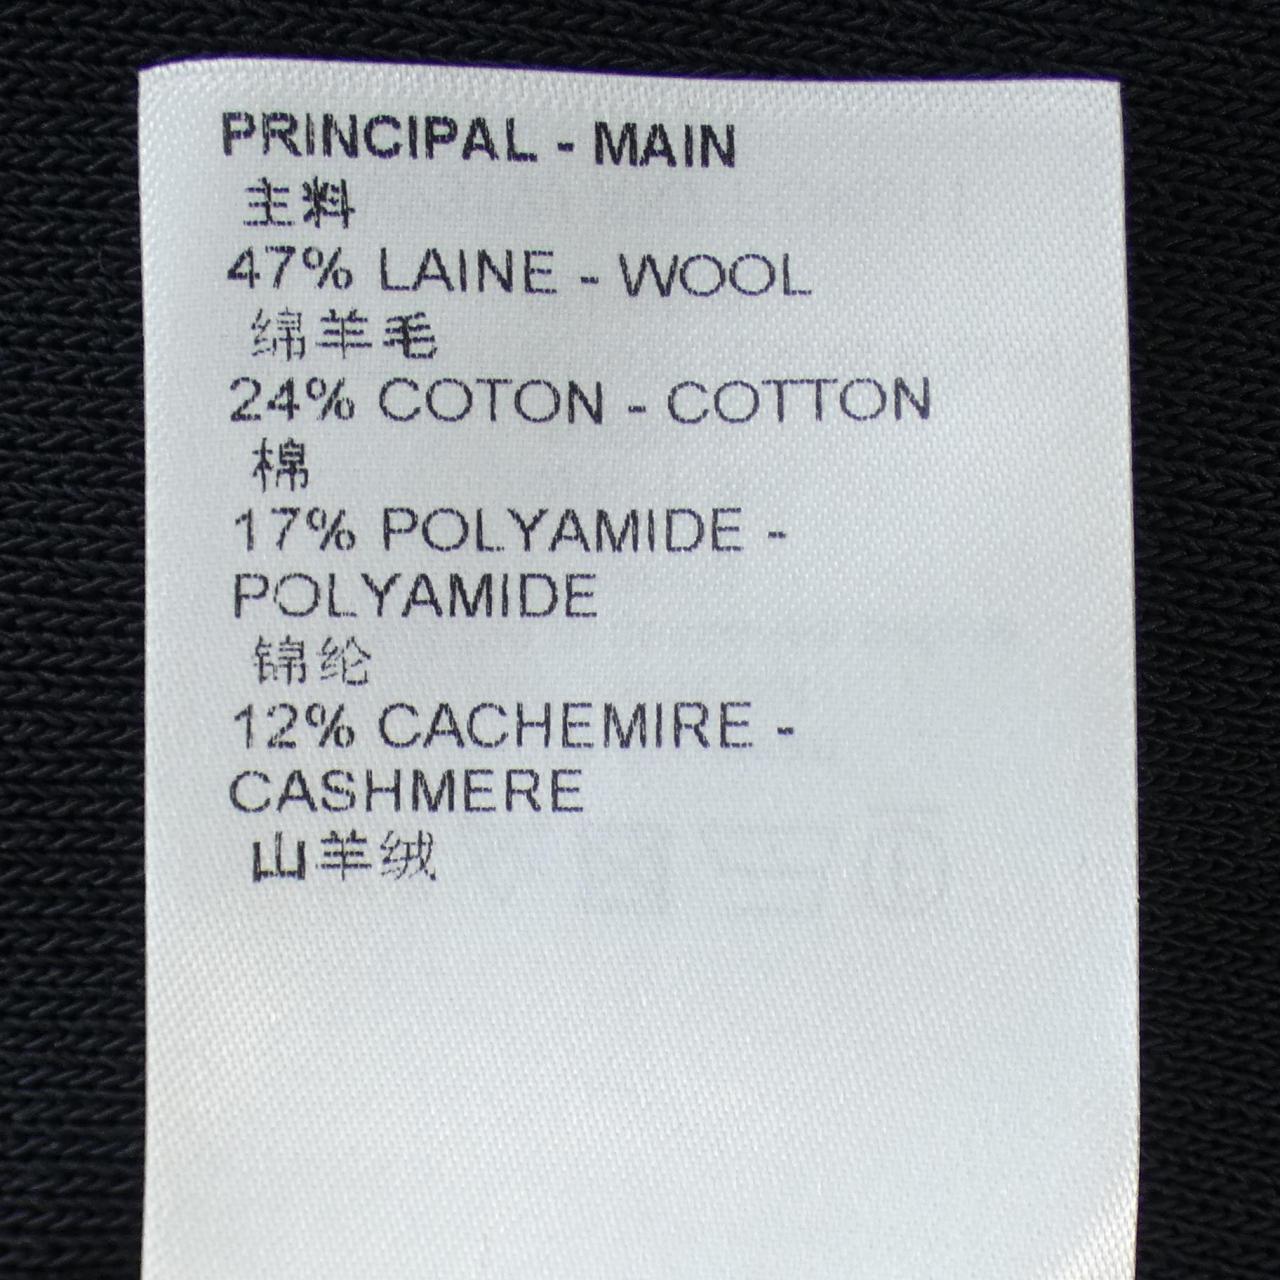 PRINCIPAL - MAIN
主料
47% LAINE - WOOL
绵羊毛
24% COTON - COTTON
棉
17% POLYAMIDE -
POLYAMIDE
锦纶
12% CACHEMIRE -
CASHMERE
山羊绒